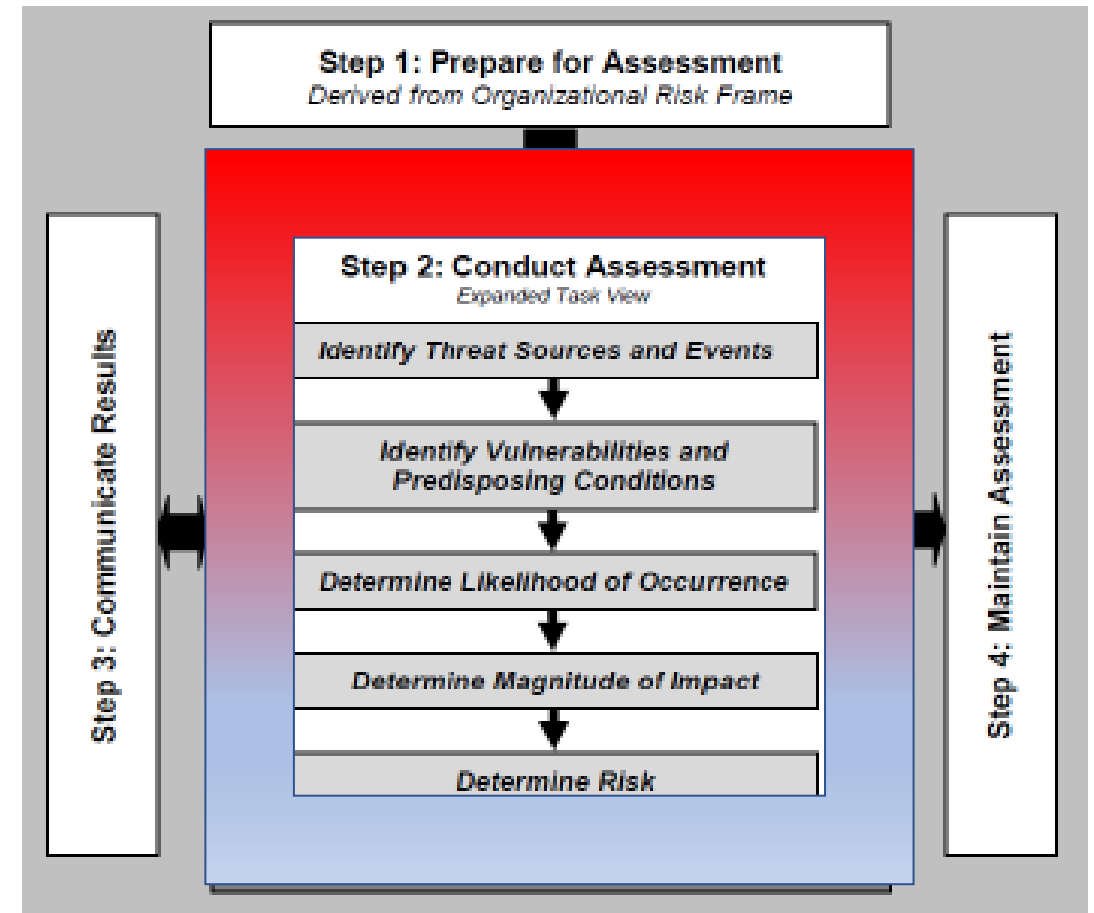 Step 1: Prepare for Assessment
Derived from Organizational Risk Frame
Step 2: Conduct Assessment
Expanded Task View
Identify Threat Sources and Events
Identify Vulnerabilities and
Predisposing Conditions
Determine Likelihood of Occurrence
Determine Magnitude of Impact
Determine Risk
Step 3: Communicate Results
Step 4: Maintain Assessment